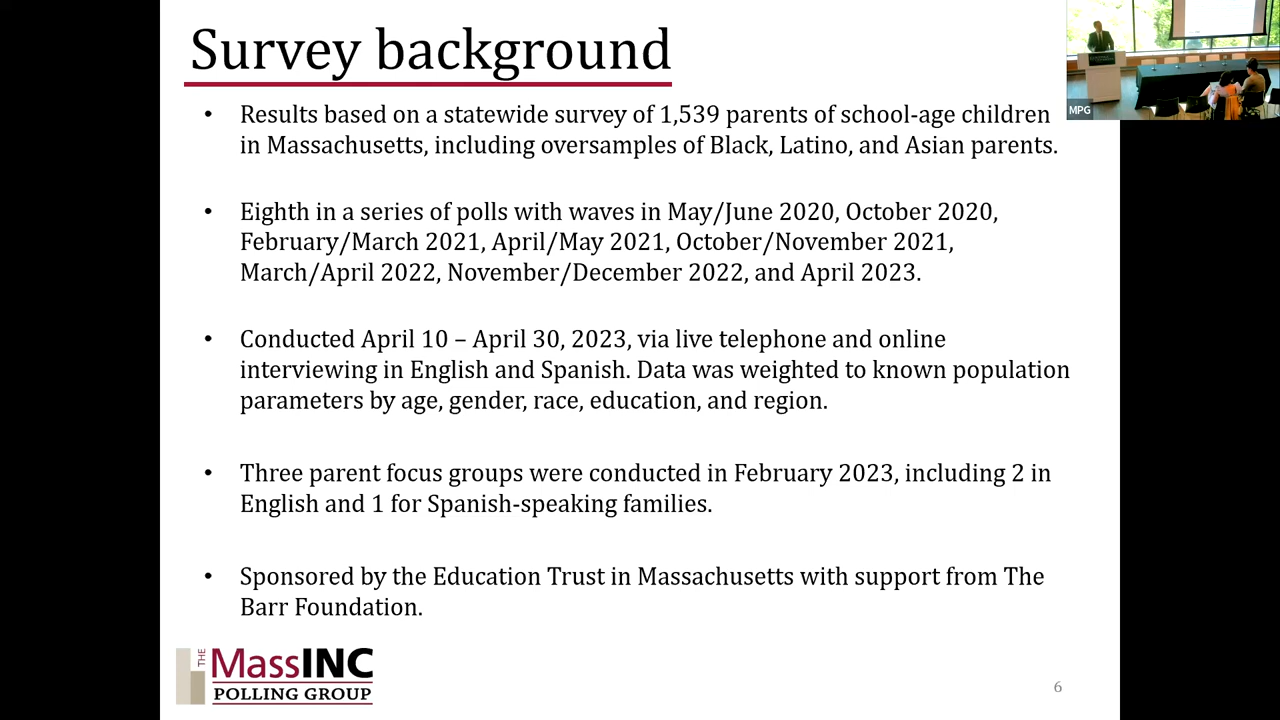 Survey background
• Results based on a statewide survey of 1,539 parents of school-age children
in Massachusetts, including oversamples of Black, Latino, and Asian parents.
• Eighth in a series of polls with waves in May/June 2020, October 2020,
February/March 2021, April/May 2021, October/November 2021,
March/April 2022, November/December 2022, and April 2023.
• Conducted April 10 – April 30, 2023, via live telephone and online
interviewing in English and Spanish. Data was weighted to known population
parameters by age, gender, race, education, and region.
• Three parent focus groups were conducted in February 2023, including 2 in
English and 1 for Spanish-speaking families.
• Sponsored by the Education Trust in Massachusetts with support from The
Barr Foundation.
THE MassINC
POLLING GROUP
6
MPG